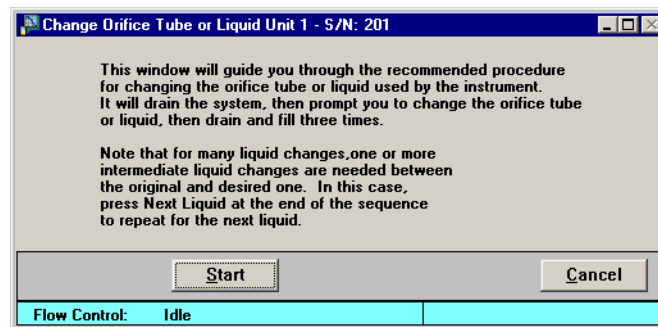 Change Orifice Tube or Liquid Unit 1 - S/N: 201
This window will guide you through the recommended procedure
for changing the orifice tube or liquid used by the instrument.
It will drain the system, then prompt you to change the orifice tube
or liquid, then drain and fill three times.
Note that for many liquid changes,one or more
intermediate liquid changes are needed between
the original and desired one. In this case,
press Next Liquid at the end of the sequence
to repeat for the next liquid.
Start
Cancel
Flow Control: Idle